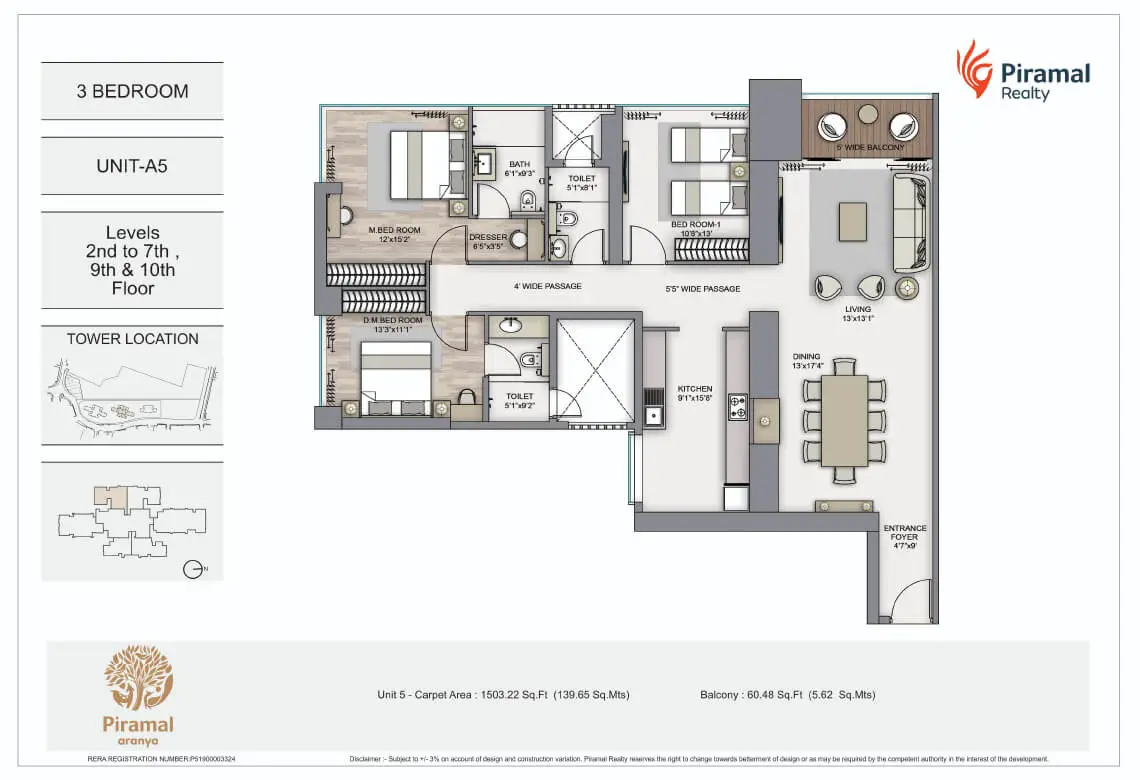 3 BEDROOM
UNIT-A5
Levels
2nd to 7th ,
9th & 10th
Floor
TOWER LOCATION
N
Piramal
Realty
5' WIDE BALCONY
BATH
6'1"x9'3"
TOILET
5'1"x8'1"
BED ROOM-1
10'8"x13'
M.BED ROOM
12'x15'2"
DRESSER
6'5"x3'5"
4' WIDE PASSAGE
5'5" WIDE PASSAGE
LIVING
13'x13'1"
D.M.BED ROOM
13'3"x11'1"
DINING
13'x17'4"
TOILET
5'1"x9'2"
KITCHEN
9'1"x15'8"
ENTRANCE
FOYER
4'7"x9'
Piramal
aranya
Unit 5 - Carpet Area : 1503.22 Sq.Ft (139.65 Sq.Mts)
Balcony : 60.48 Sq.Ft (5.62 Sq.Mts)
RERA REGISTRATION NUMBER:P51900003324
Disclaimer :- Subject to +/- 3% on account of design and construction variation. Piramal Realty reserves the right to change towards betterment of design or as may be required by the competent authority in the interest of the development.